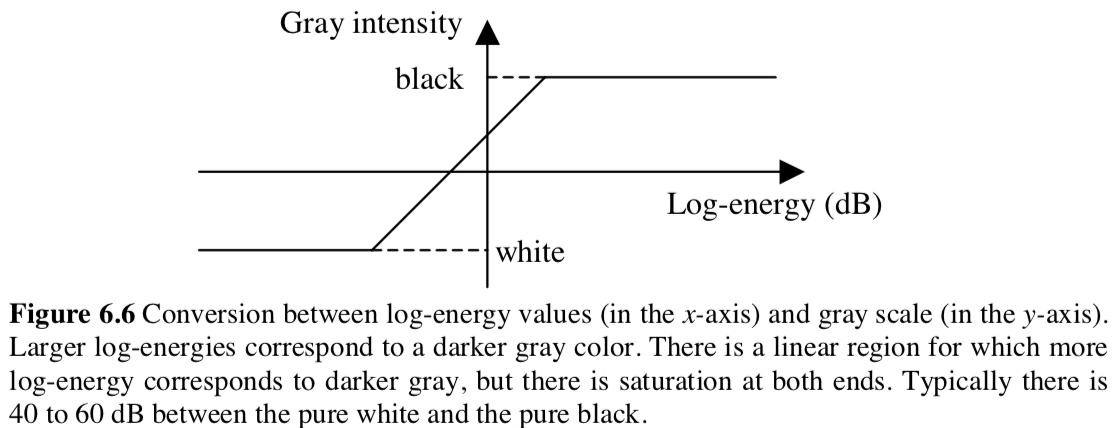 Gray intensity
black
Log-energy (dB)
white
Figure 6.6 Conversion between log-energy values (in the x-axis) and gray scale (in the y-axis).
Larger log-energies correspond to a darker gray color. There is a linear region for which more
log-energy corresponds to darker gray, but there is saturation at both ends. Typically there is
40 to 60 dB between the pure white and the pure black.